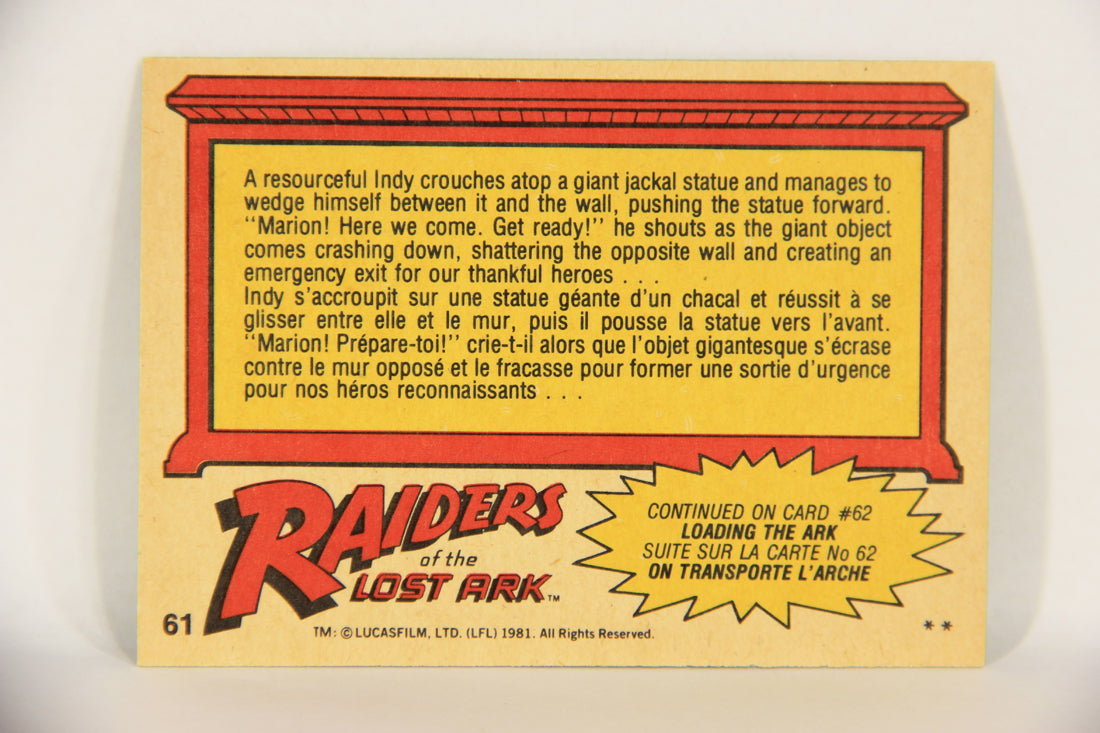 A resourceful Indy crouches atop a giant jackal statue and manages to
wedge himself between it and the wall, pushing the statue forward.
“Marion! Here we come. Get ready!” he shouts as the giant object
comes crashing down, shattering the opposite wall and creating an
emergency exit for our thankful heroes . . .
Indy s’accroupit sur une statue géante d’un chacal et réussit à se
glisser entre elle et le mur, puis il pousse la statue vers l’avant.
“Marion! Prépare-toi!” crie-t-il alors que l’objet gigantesque s’écrase
contre le mur opposé et le fracasse pour former une sortie d’urgence
pour nos héros reconnaissants . . .
RAIDERS
of the
LOST ARK™
CONTINUED ON CARD #62
LOADING THE ARK
SUITE SUR LA CARTE No 62
ON TRANSPORTE L’ARCHE
61
TM: © LUCASFILM, LTD. (LFL) 1981. All Rights Reserved.
**